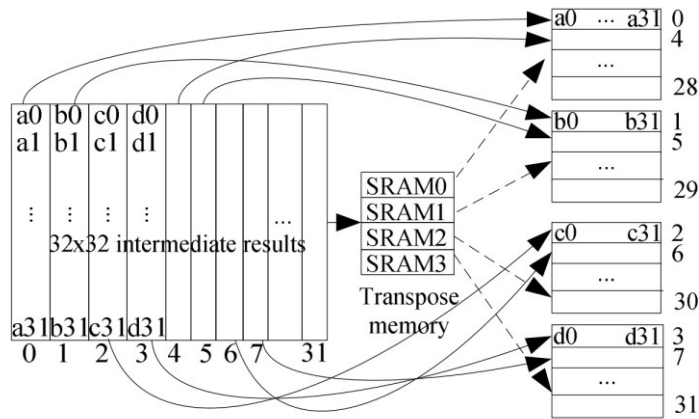 a0 ... a31 0
4
...
28
a0 b0 c0 d0
a1 b1 c1 d1
b0 b31 1
5
...
29
... ... ... ... ...
32x32 intermediate results
SRAM0
SRAM1
SRAM2
SRAM3
Transpose
memory
c0 c31 2
6
...
30
a31 b31 c31 d31
0 1 2 3 4 5 6 7 31
d0 d31 3
7
...
31